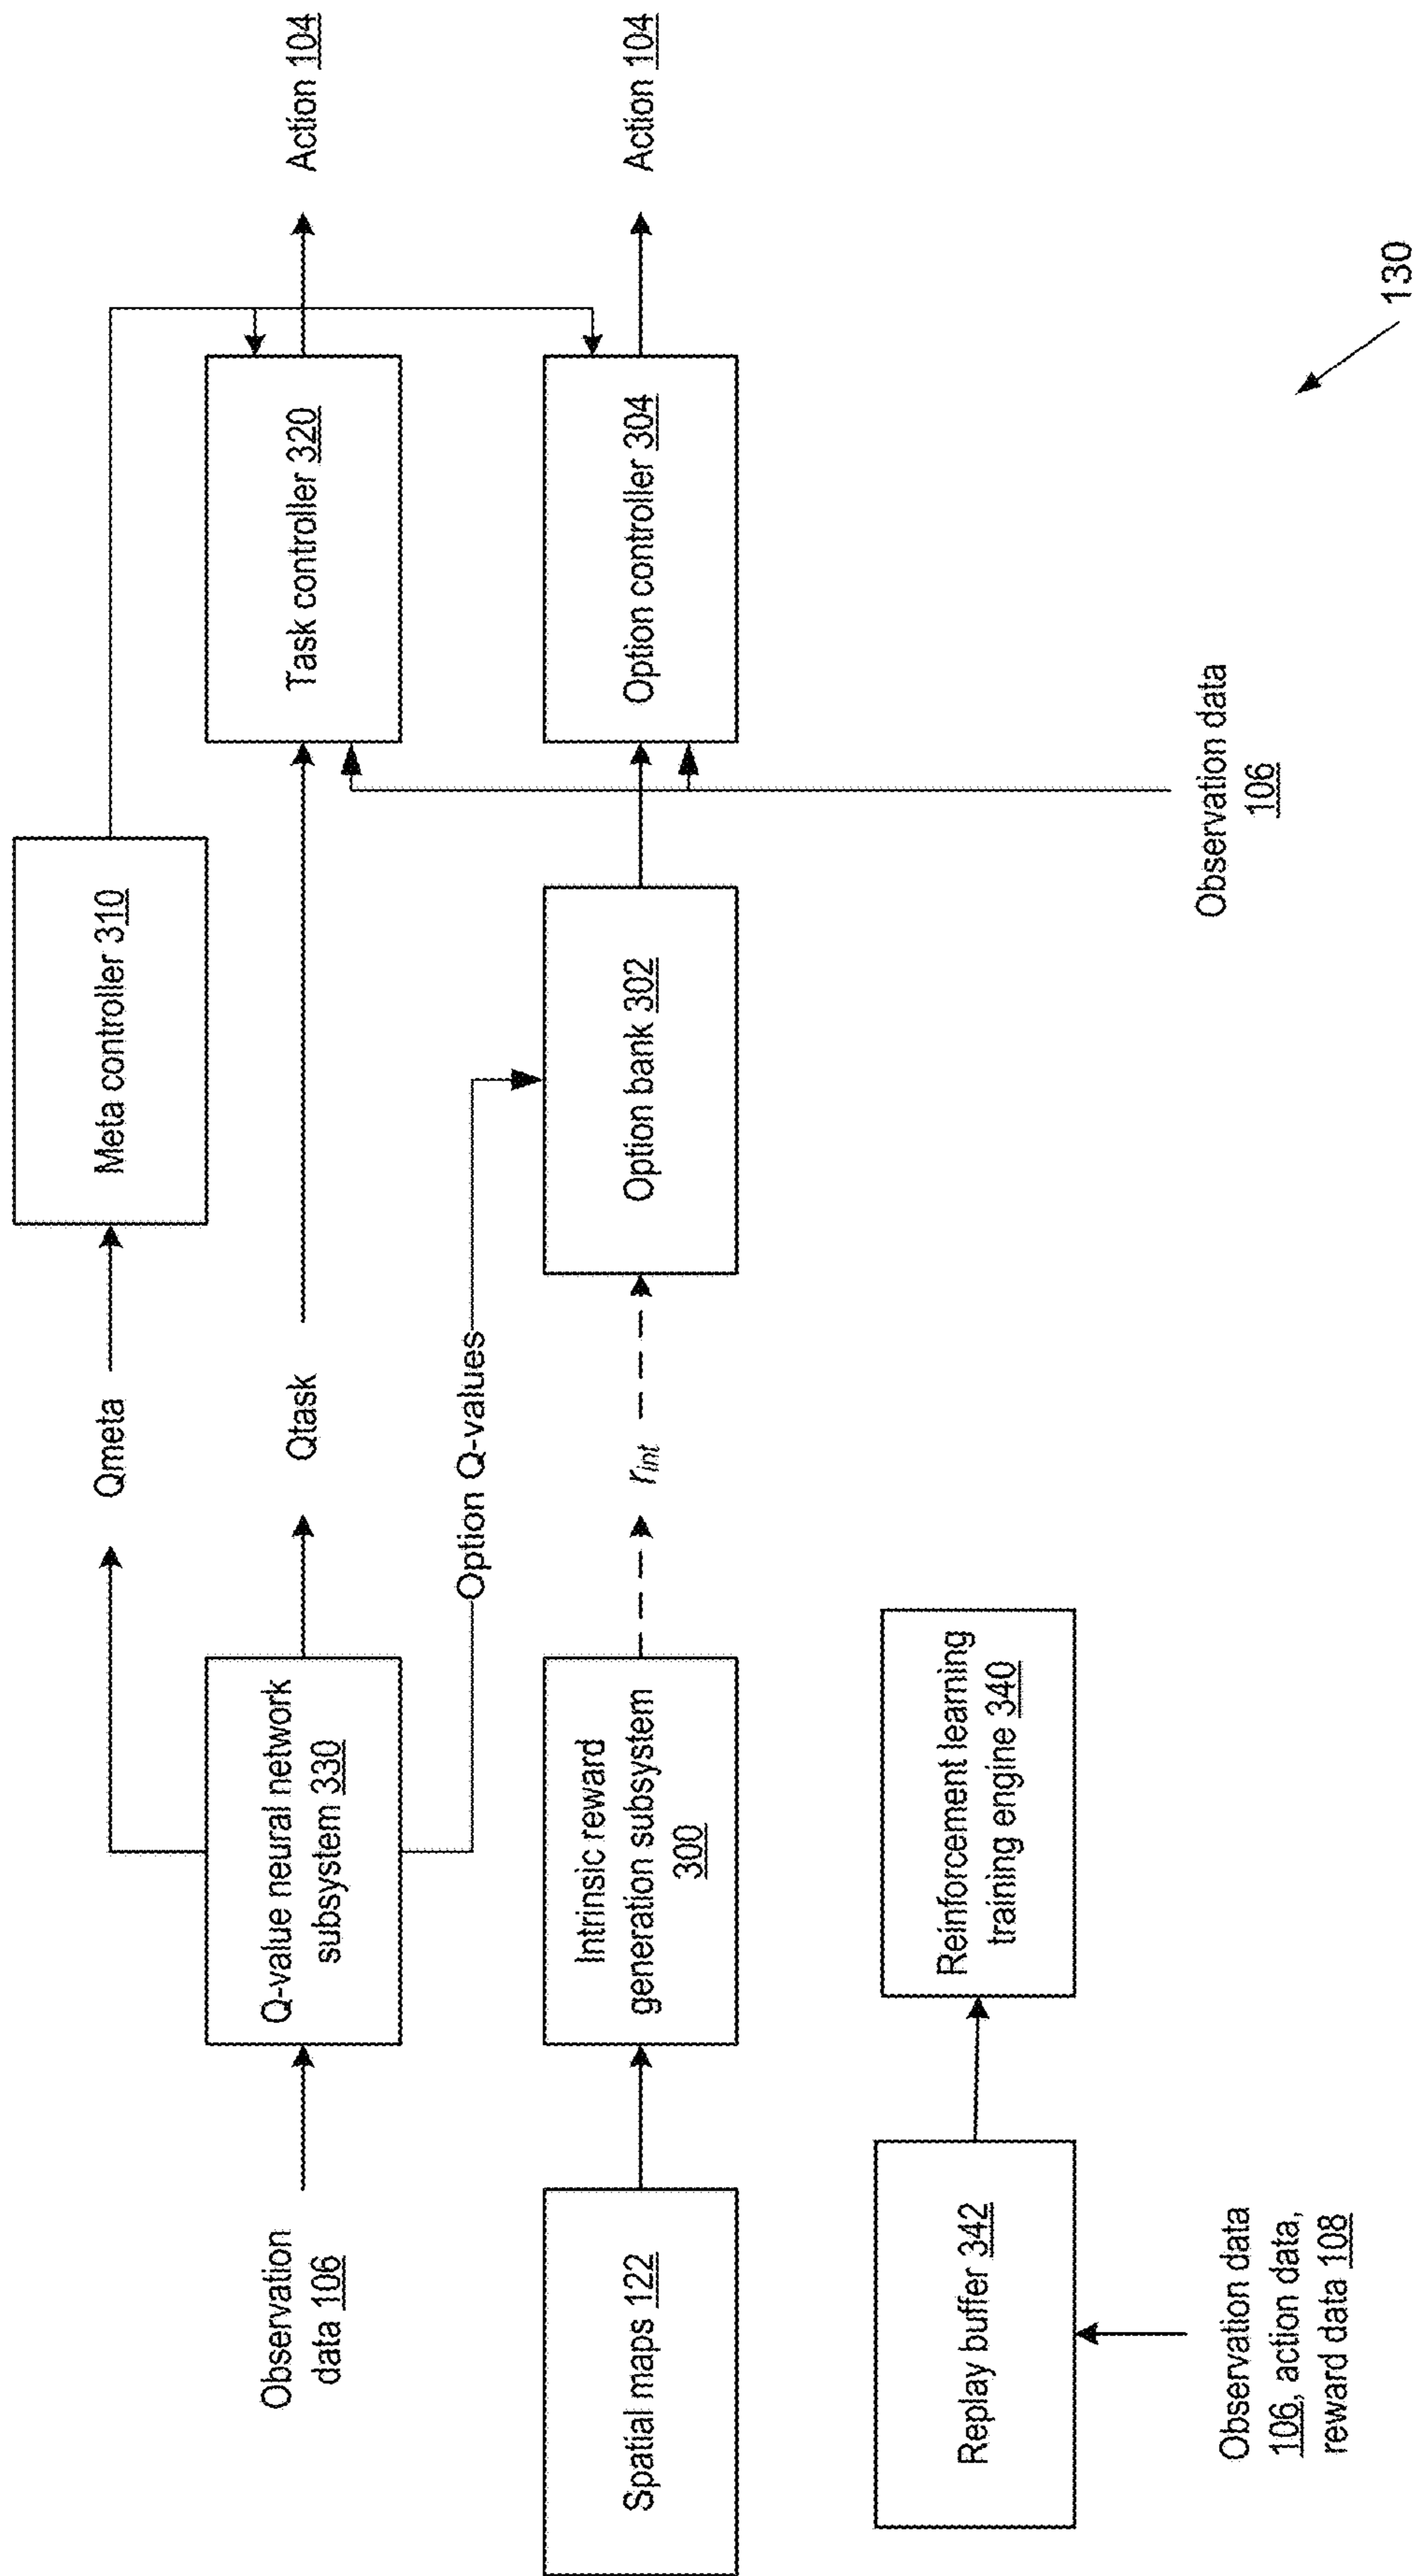 Qmeta
Meta controller 310
Observation
data 106
Q-value neural network
subsystem 330
Qtask
Task controller 320
Action 104
Option Q-values
Spatial maps 122
Intrinsic reward
generation subsystem
300
rint
Option bank 302
Option controller 304
Action 104
Replay buffer 342
Reinforcement learning
training engine 340
Observation data
106, action data,
reward data 108
Observation data
106
130